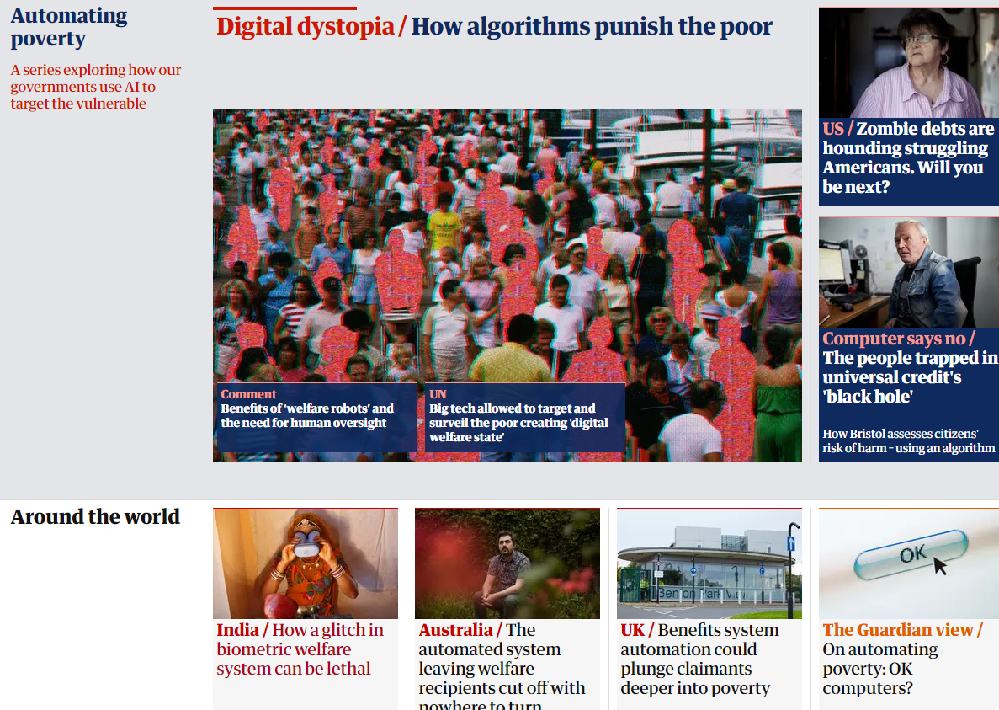 Automating
poverty
A series exploring how our
governments use AI to
target the vulnerable
Digital dystopia / How algorithms punish the poor
Comment
Benefits of ‘welfare robots’ and
the need for human oversight
UN
Big tech allowed to target and
surveil the poor creating 'digital
welfare state'
US / Zombie debts are
hounding struggling
Americans. Will you
be next?
Computer says no /
The people trapped in
universal credit's
'black hole'
How Bristol assesses citizens'
risk of harm – using an algorithm
Around the world
India / How a glitch in
biometric welfare
system can be lethal
Australia / The
automated system
leaving welfare
recipients cut off with
nowhere to turn
Benton Park View
UK / Benefits system
automation could
plunge claimants
deeper into poverty
OK
The Guardian view /
On automating
poverty: OK
computers?